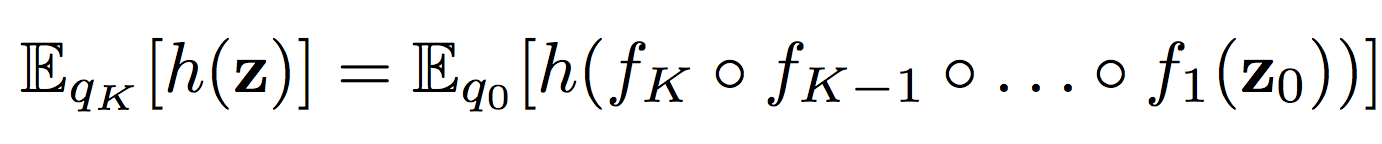 𝔼_{q_K}[h(𝐳)] = 𝔼_{q_0}[h(f_K ∘ f_{K−1} ∘ … ∘ f_1(𝐳_0))]